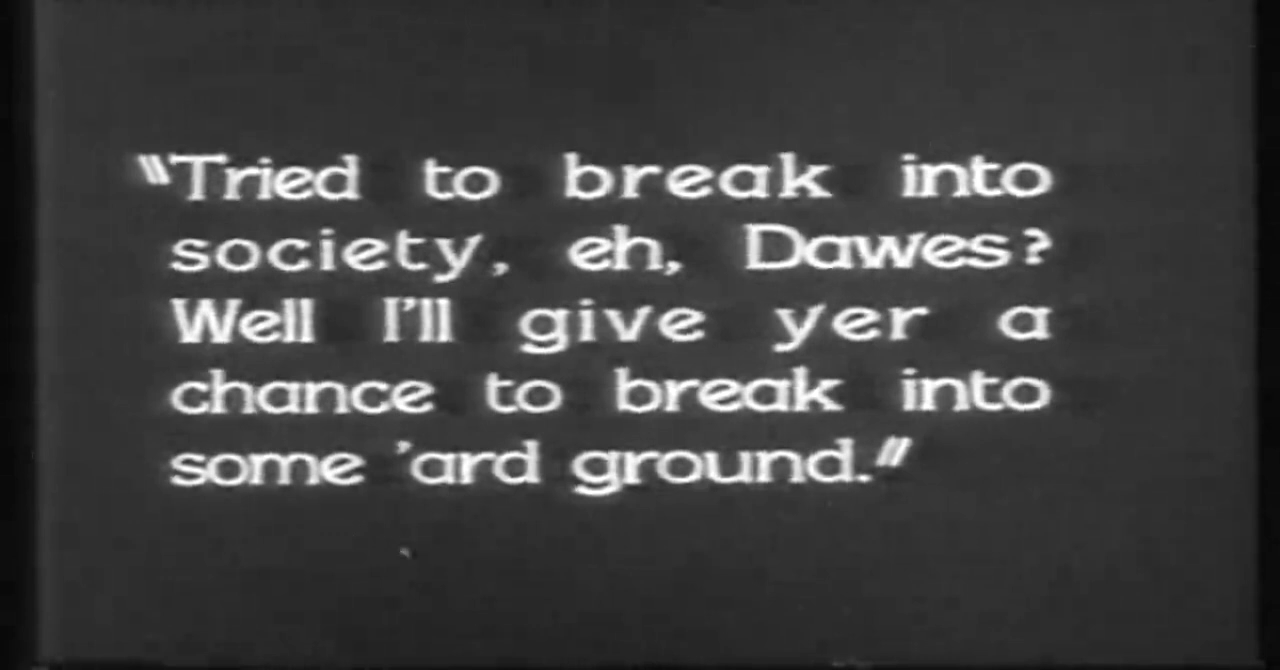 "Tried to break into
society, eh, Dawes?
Well I'll give yer a
chance to break into
some 'ard ground."